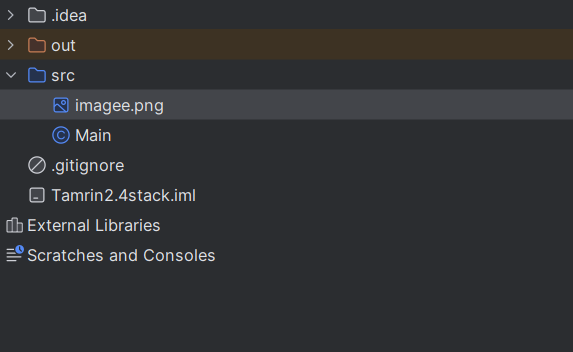 .idea
out
src
imagee.png
Main
.gitignore
Tamrin2.4stack.iml
External Libraries
Scratches and Consoles